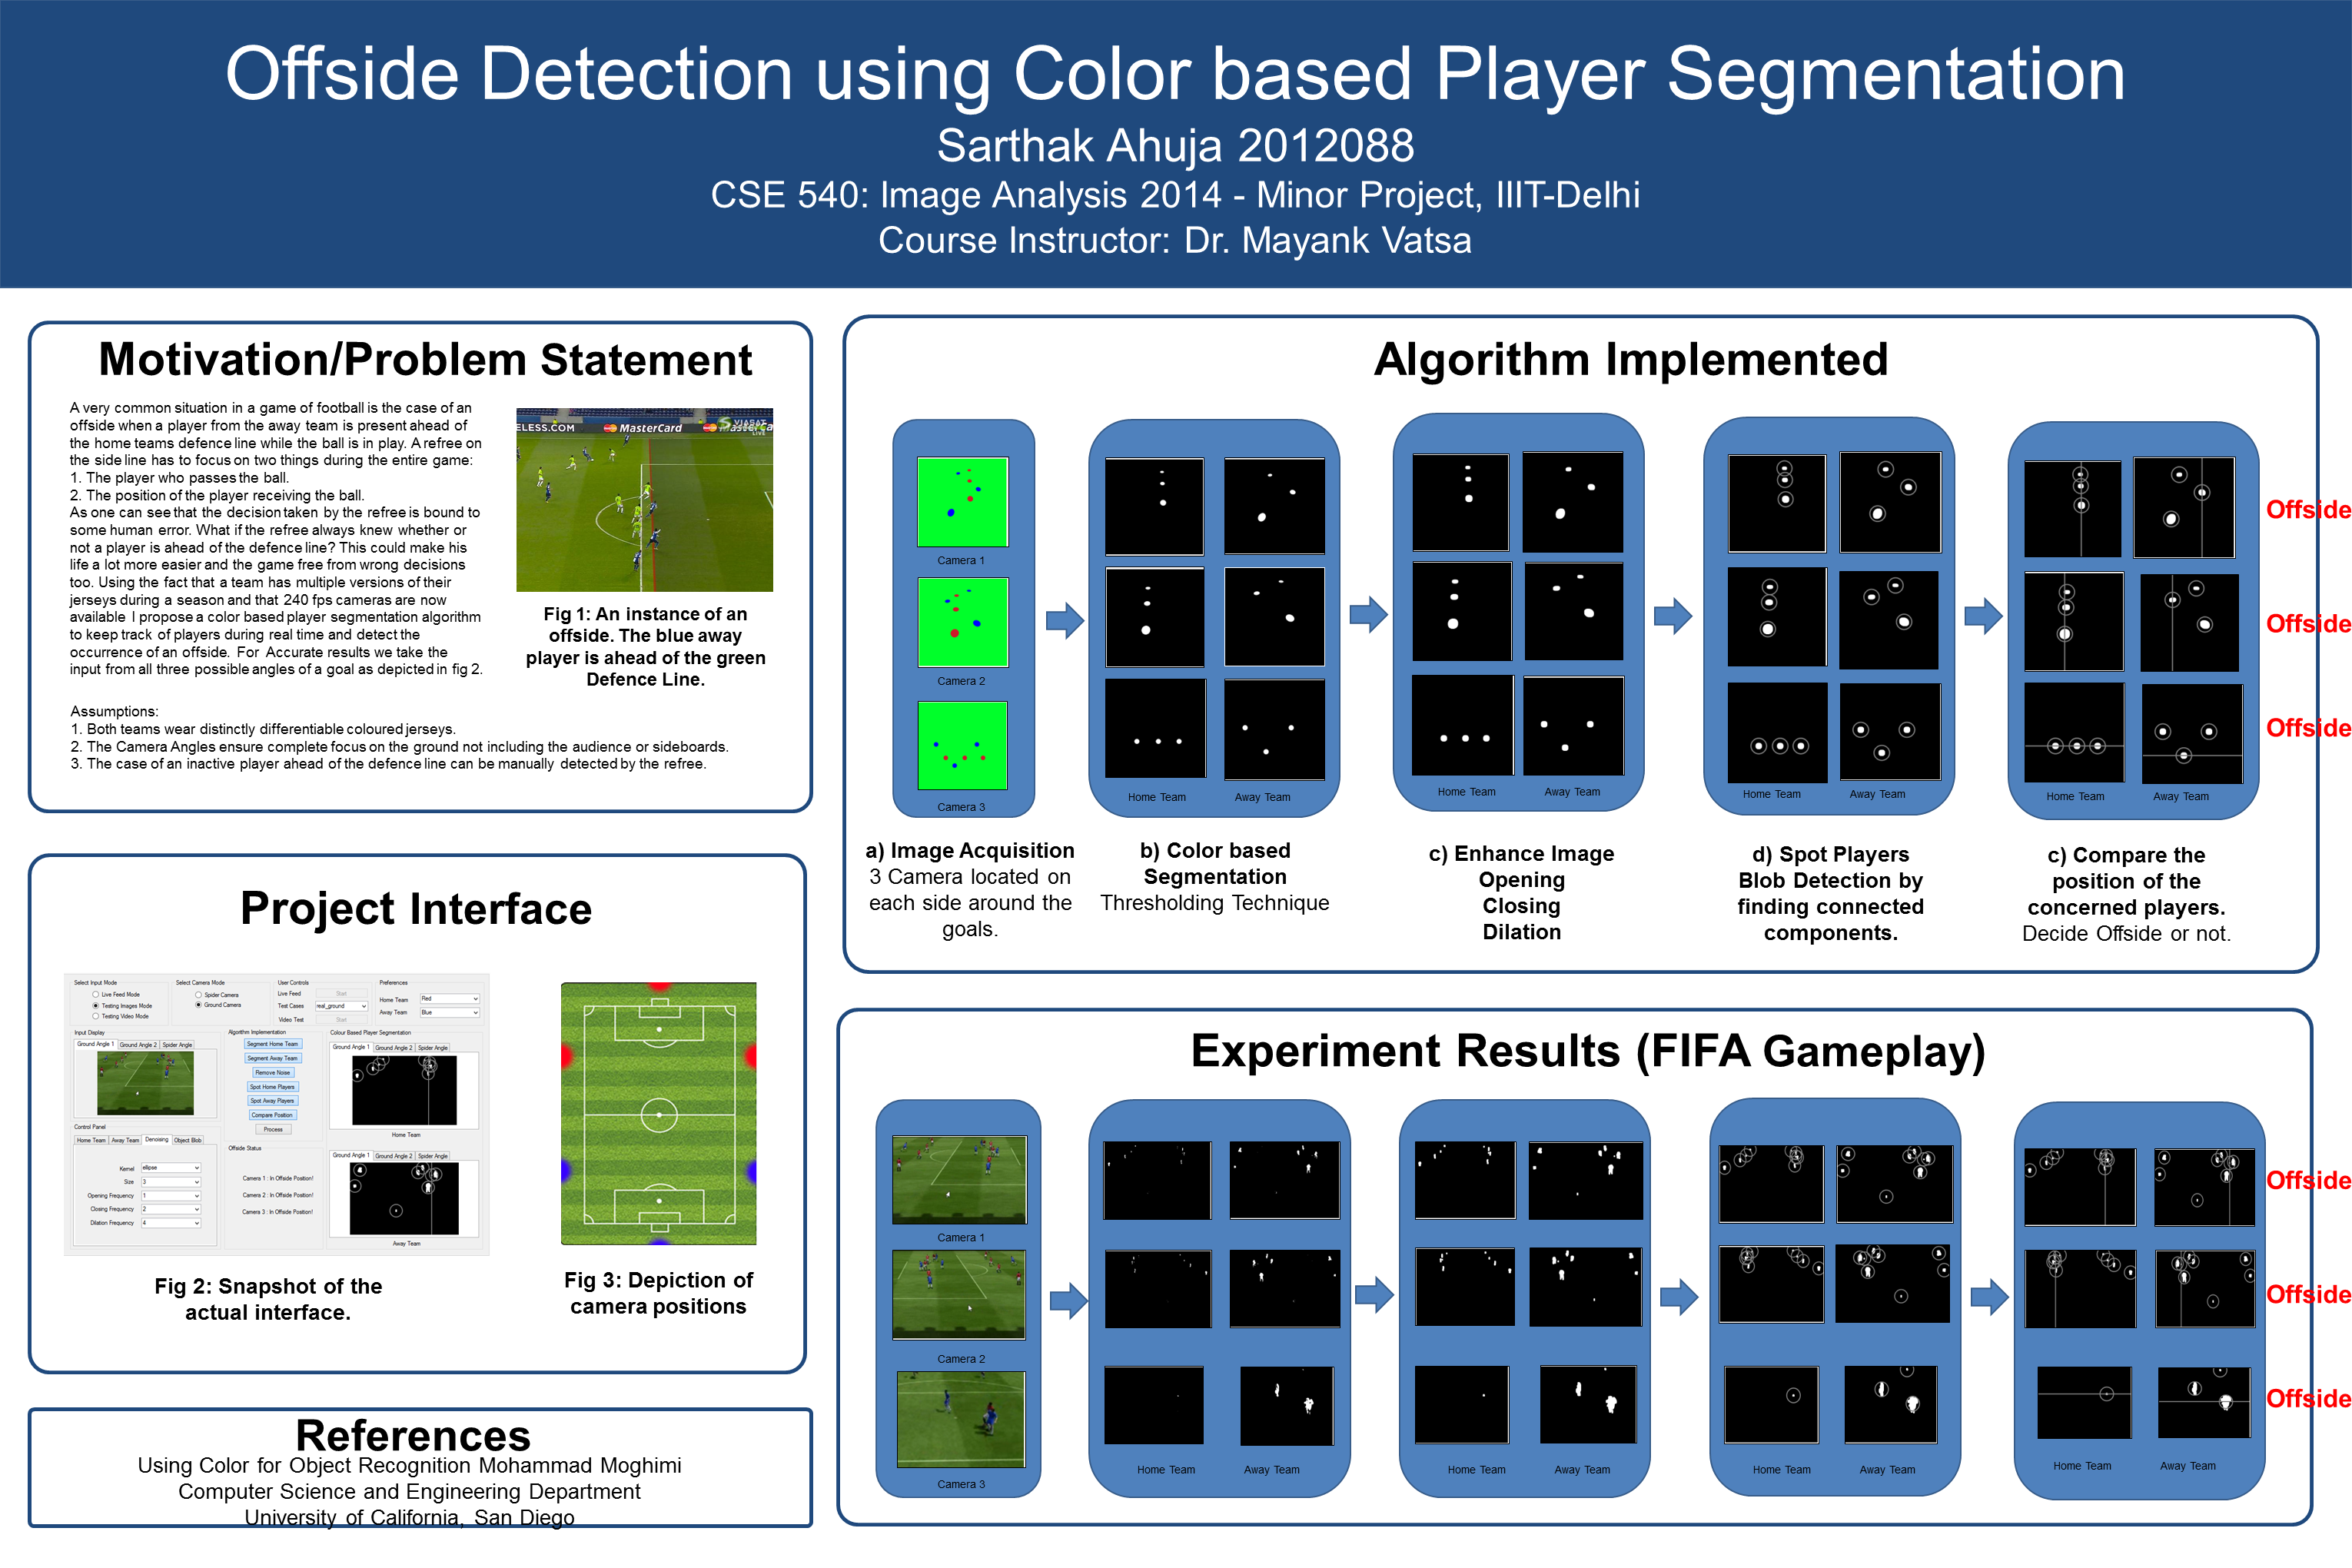 Offside Detection using Color based Player Segmentation
Sarthak Ahuja 2012088
CSE 540: Image Analysis 2014 - Minor Project, IIIT-Delhi
Course Instructor: Dr. Mayank Vatsa
Motivation/Problem Statement
A very common situation in a game of football is the case of an
offside when a player from the away team is present ahead of
the home teams defence line while the ball is in play. A refree on
the side line has to focus on two things during the entire game:
1. The player who passes the ball.
2. The position of the player receiving the ball.
As one can see that the decision taken by the refree is bound to
some human error. What if the refree always knew whether or
not a player is ahead of the defence line? This could make his
life a lot more easier and the game free from wrong decisions
too. Using the fact that a team has multiple versions of their
jerseys during a season and that 240 fps cameras are now
available I propose a color based player segmentation algorithm
to keep track of players during real time and detect the
occurrence of an offside. For Accurate results we take the
input from all three possible angles of a goal as depicted in fig 2.
ELESS.COM
MasterCard
VIASAT
LIVE
Fig 1: An instance of an
offside. The blue away
player is ahead of the green
Defence Line.
Assumptions:
1. Both teams wear distinctly differentiable coloured jerseys.
2. The Camera Angles ensure complete focus on the ground not including the audience or sideboards.
3. The case of an inactive player ahead of the defence line can be manually detected by the refree.
Project Interface
Select Input Mode
Live Feed Mode
Testing Images Mode
Testing Video Mode
Select Camera Mode
Spider Camera
Ground Camera
User Controls
Live Feed Start
Test Cases real_ground
Video Test Start
Preferences
Home Team Red
Away Team Blue
Input Display
Ground Angle 1 Ground Angle 2 Spider Angle
Algorithm Implementation
Segment Home Team
Segment Away Team
Remove Noise
Spot Home Players
Spot Away Players
Compare Position
Process
Colour Based Player Segmentation
Ground Angle 1 Ground Angle 2 Spider Angle
Home Team
Control Panel
Home Team Away Team Denoising Object Blob
Kernel ellipse
Size 3
Opening Frequency 1
Closing Frequency 2
Dilation Frequency 4
Offside Status
Camera 1 : In Offside Position!
Camera 2 : In Offside Position!
Camera 3 : In Offside Position!
Ground Angle 1 Ground Angle 2 Spider Angle
Away Team
Fig 2: Snapshot of the
actual interface.
Fig 3: Depiction of
camera positions
References
Using Color for Object Recognition Mohammad Moghimi
Computer Science and Engineering Department
University of California, San Diego
Algorithm Implemented
Camera 1
Camera 2
Camera 3
Home Team Away Team
Home Team Away Team
Home Team Away Team
Home Team Away Team
Offside
Offside
Offside
a) Image Acquisition
3 Camera located on
each side around the
goals.
b) Color based
Segmentation
Thresholding Technique
c) Enhance Image
Opening
Closing
Dilation
d) Spot Players
Blob Detection by
finding connected
components.
c) Compare the
position of the
concerned players.
Decide Offside or not.
Experiment Results (FIFA Gameplay)
Camera 1
Camera 2
Camera 3
Home Team Away Team
Home Team Away Team
Home Team Away Team
Home Team Away Team
Offside
Offside
Offside